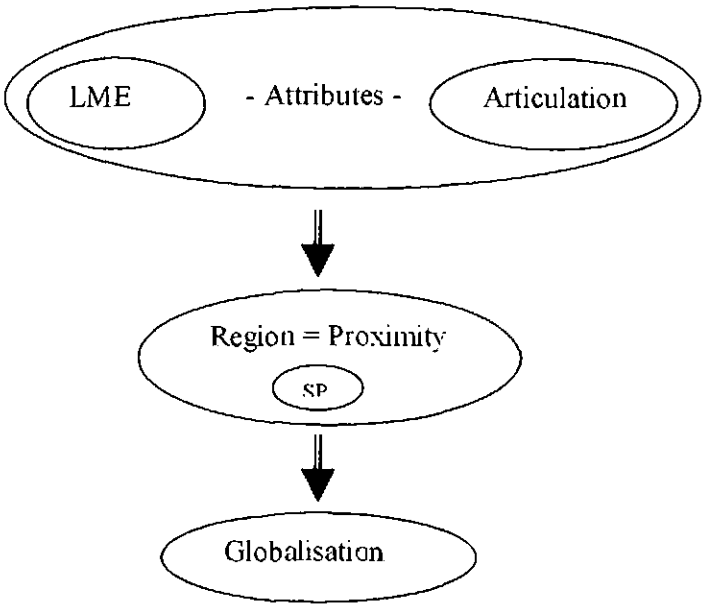 LME - Attributes - Articulation
Region = Proximity
SP
Globalisation